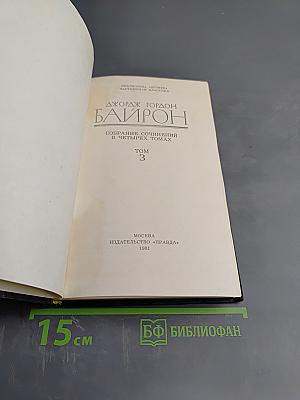 БИБЛИОТЕКА «ОГОНЕК»
ЗАРУБЕЖНАЯ КЛАССИКА
ДЖОРДЖ ГОРДОН
БАЙРОН
СОБРАНИЕ СОЧИНЕНИЙ
В ЧЕТЫРЕХ ТОМАХ
ТОМ
3
МОСКВА
ИЗДАТЕЛЬСТВО «ПРАВДА»
1981
15 см
БФ БИБЛИОФАН